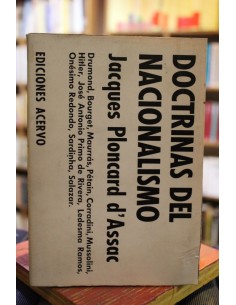 DOCTRINAS DEL
NACIONALISMO
Jacques Ploncard d'Assac
Drumond, Bourget, Maurrás, Pétain, Corradini, Mussolini,
Hitler, José Antonio Primo de Rivera, Ledesma Ramos,
Onésimo Redondo, Sardinha, Salazar.
EDICIONES ACERVO